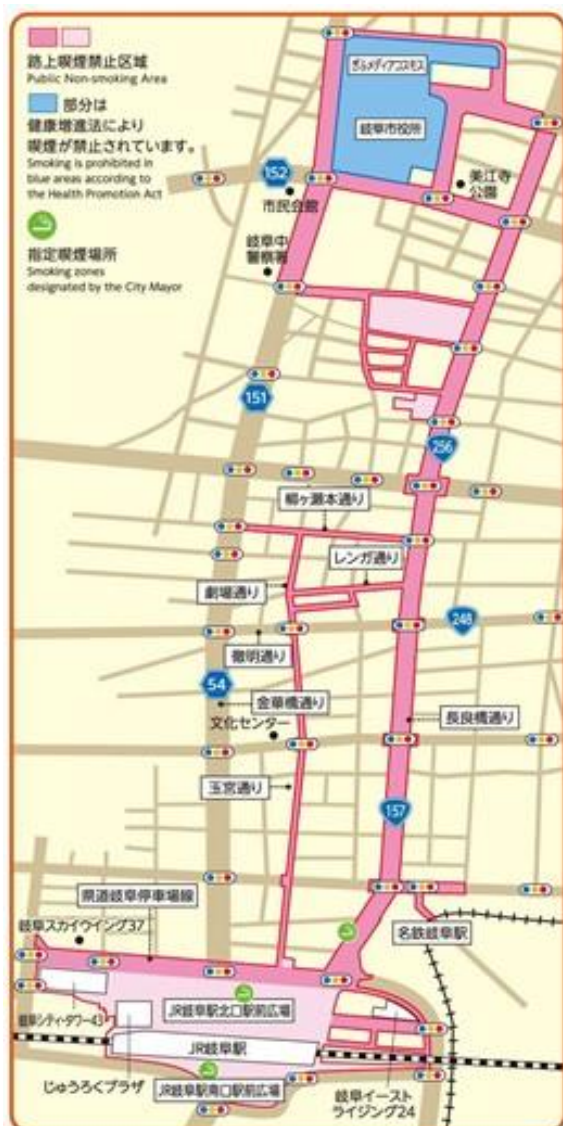 路上喫煙禁止区域
Public Non-smoking Area
部分は
健康増進法により
喫煙が禁止されています。
Smoking is prohibited in
blue areas according to
the Health Promotion Act
指定喫煙場所
Smoking zones
designated by the City Mayor
ぎふメディアコスモス
岐阜市役所
152
市民会館
美江寺
公園
岐阜中
警察署
151
256
柳ヶ瀬本通り
レンガ通り
劇場通り
248
徹明通り
54
金華橋通り
文化センター
長良橋通り
玉宮通り
157
県道岐阜停車場線
岐阜スカイウイング37
名鉄岐阜駅
JR岐阜駅北口駅前広場
岐阜シティ・タワー43
JR岐阜駅
じゅうろくプラザ
JR岐阜駅南口駅前広場
岐阜イースト
ライジング24